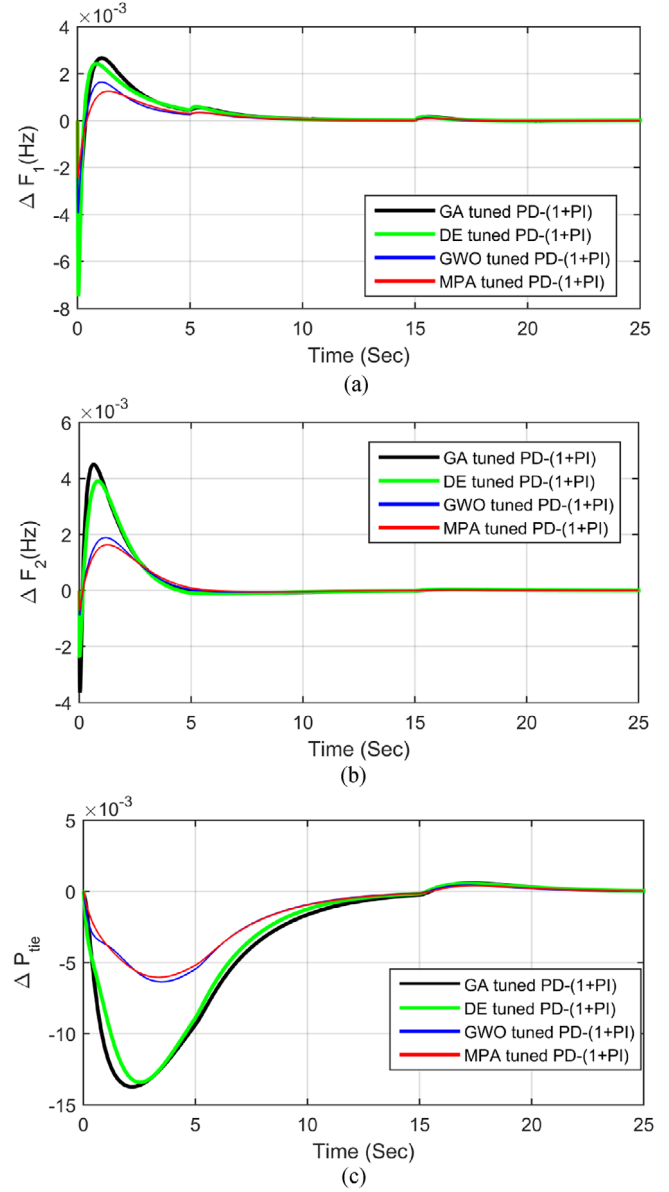 ×10⁻³
4
2
0
-2
-4
-6
-8
Δ F₁(Hz)
GA tuned PD-(1+PI)
DE tuned PD-(1+PI)
GWO tuned PD-(1+PI)
MPA tuned PD-(1+PI)
0 5 10 15 20 25
Time (Sec)
(a)
×10⁻³
6
4
2
0
-2
-4
Δ F₂(Hz)
GA tuned PD-(1+PI)
DE tuned PD-(1+PI)
GWO tuned PD-(1+PI)
MPA tuned PD-(1+PI)
0 5 10 15 20 25
Time (Sec)
(b)
×10⁻³
5
0
-5
-10
-15
Δ P_tie
GA tuned PD-(1+PI)
DE tuned PD-(1+PI)
GWO tuned PD-(1+PI)
MPA tuned PD-(1+PI)
0 5 10 15 20 25
Time (Sec)
(c)